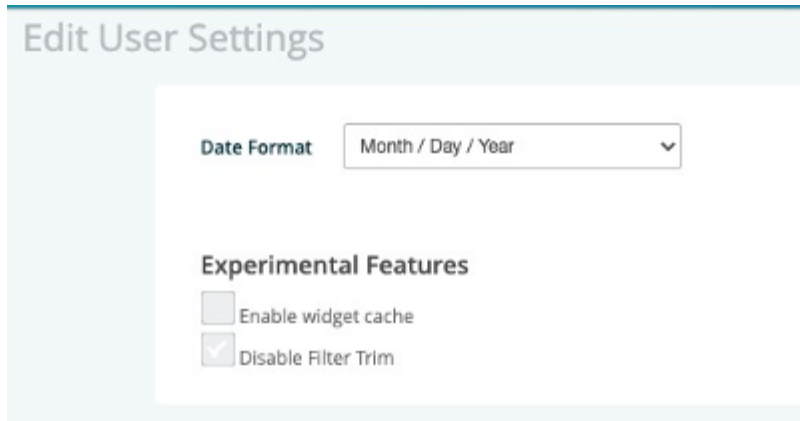 Edit User Settings
Date Format Month / Day / Year
Experimental Features
Enable widget cache
Disable Filter Trim